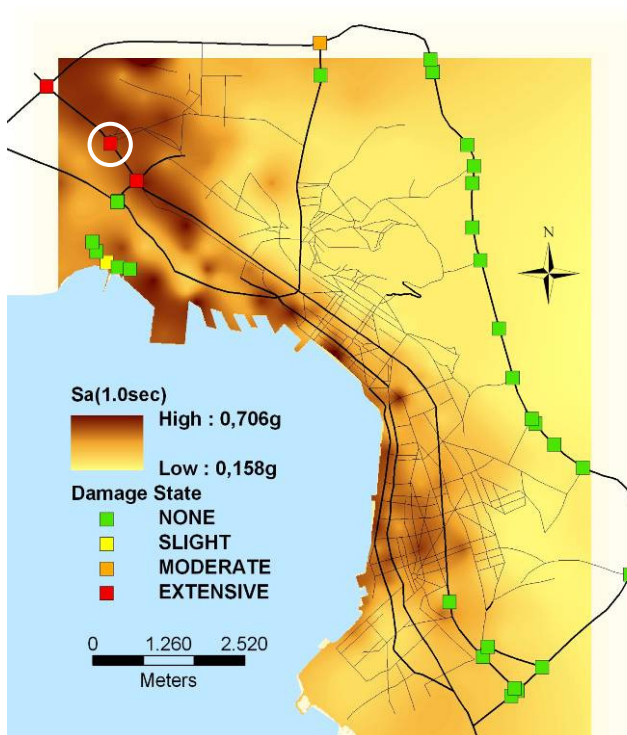 N
Sa(1.0sec)
High : 0,706g
Low : 0,158g
Damage State
NONE
SLIGHT
MODERATE
EXTENSIVE
0 1.260 2.520
Meters